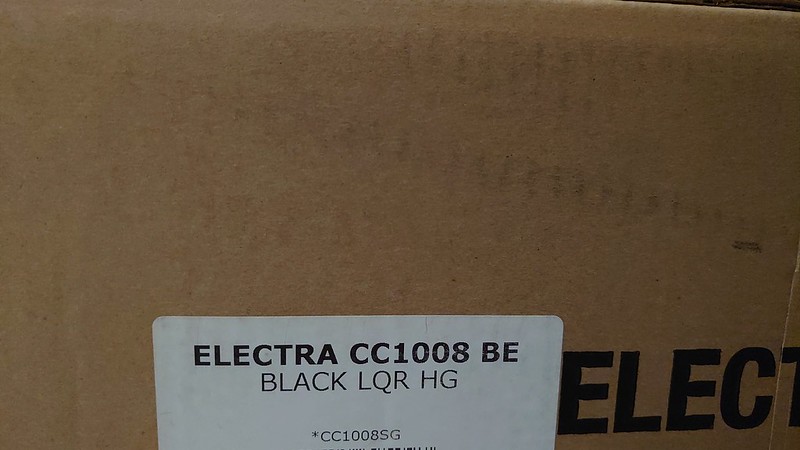 ELECTRA CC1008 BE
BLACK LQR HG
*CC1008SG
ELECT